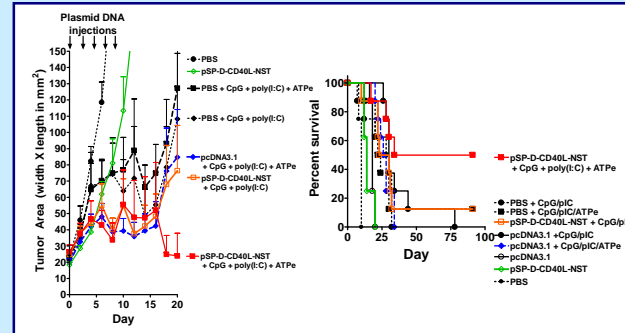 Plasmid DNA
injections
Tumor Area (width X length in mm²)
150
140
130
120
110
100
90
80
70
60
50
40
30
20
10
0
0 4 8 12 16 20
Day
PBS
pSP-D-CD40L-NST
PBS + CpG + poly(I:C) + ATPe
PBS + CpG + poly(I:C)
pcDNA3.1
+ CpG + poly(I:C) + ATPe
pSP-D-CD40L-NST
+ CpG + poly(I:C)
pSP-D-CD40L-NST
+ CpG + poly(I:C) + ATPe
Percent survival
100
90
80
70
60
50
40
30
20
10
0
0 25 50 75 100
Day
pSP-D-CD40L-NST
+ CpG + poly(I:C) + ATPe
PBS + CpG/pIC
PBS + CpG/pIC/ATPe
pSP-D-CD40L-NST + CpG/pIC
pcDNA3.1 +CpG/pIC
pcDNA3.1 + CpG/pIC/ATPe
pcDNA3.1
pSP-D-CD40L-NST
PBS